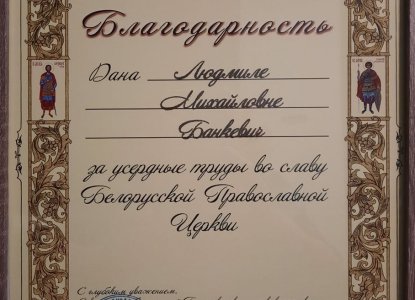 Благодарность
Дана Людмиле
Михайловне
Банкевич
за усердные труды во славу
Белорусской Православной
Церкви
С глубоким уважением,